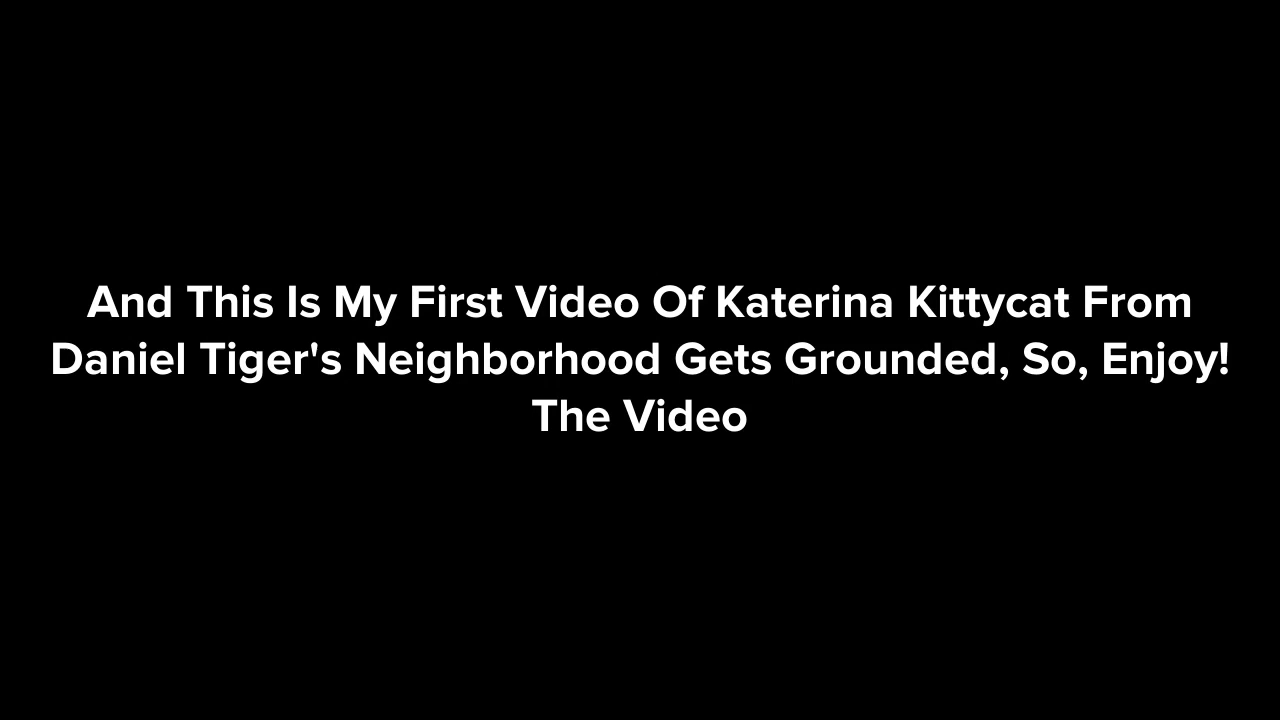 And This Is My First Video Of Katerina Kittycat From
Daniel Tiger's Neighborhood Gets Grounded, So, Enjoy!
The Video